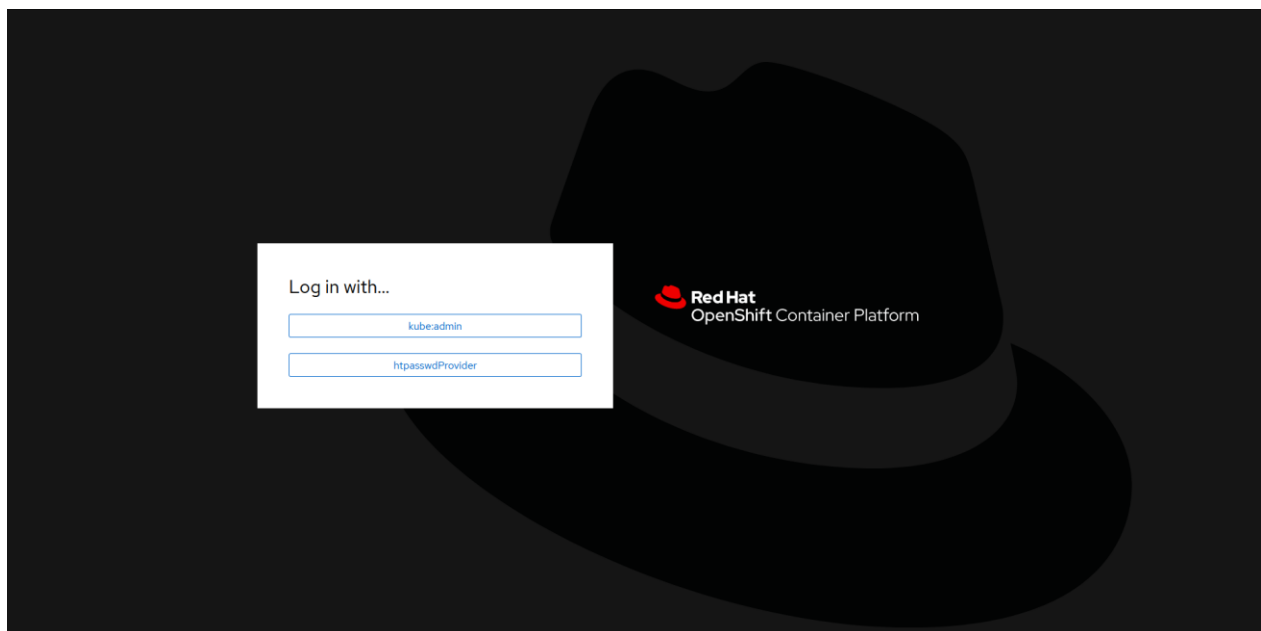 Log in with...
kube:admin
htpasswdProvider
Red Hat
OpenShift Container Platform